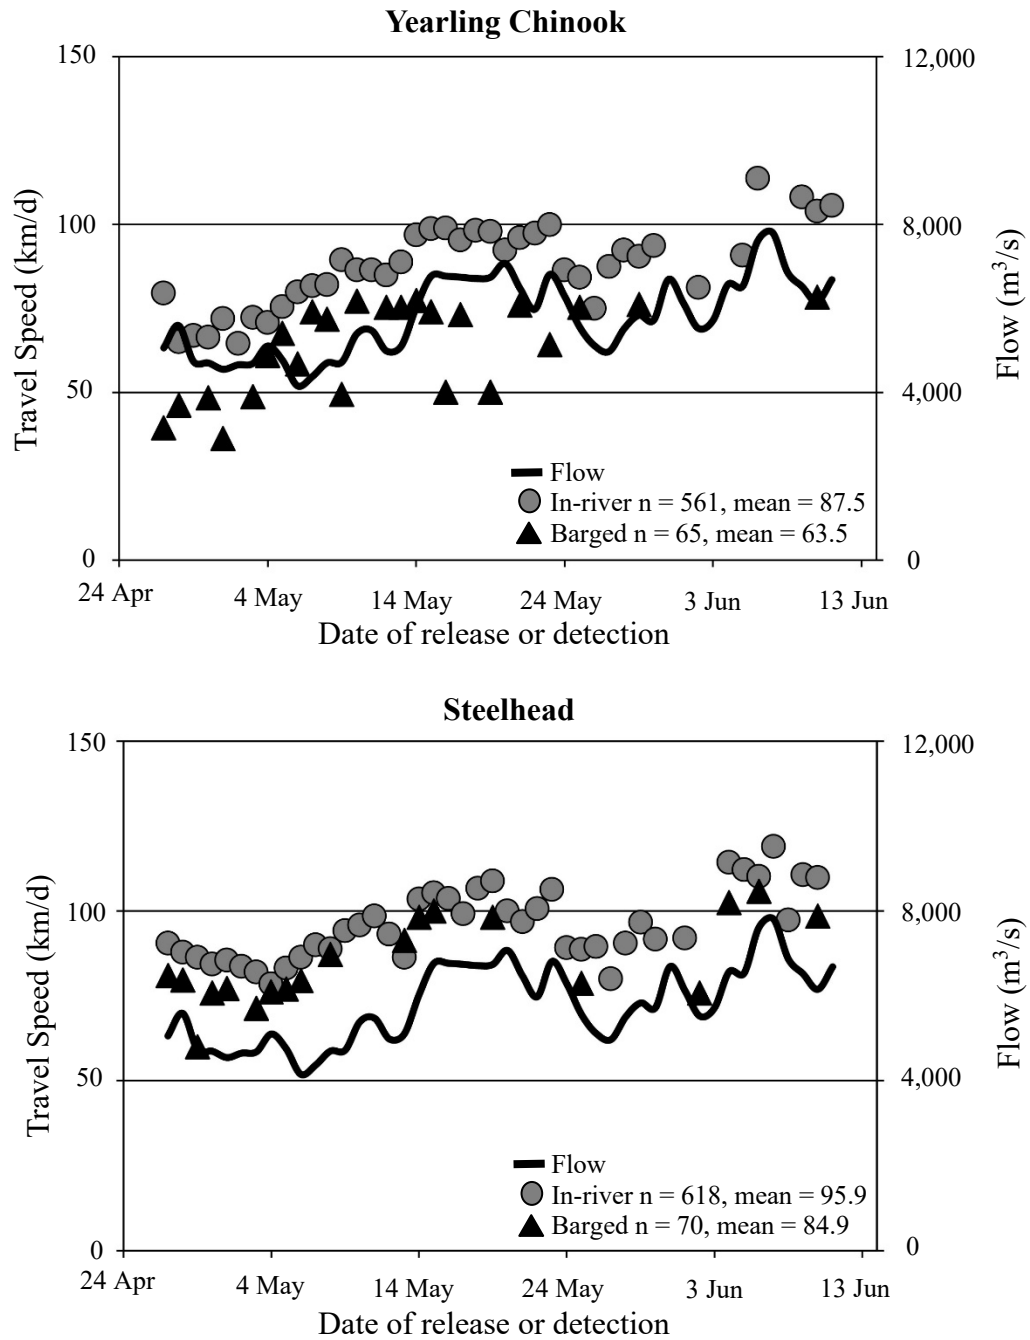 Yearling Chinook
150
12,000
100
8,000
Travel Speed (km/d)
Flow (m³/s)
50
4,000
Flow
In-river n = 561, mean = 87.5
Barged n = 65, mean = 63.5
0
0
24 Apr
4 May
14 May
24 May
3 Jun
13 Jun
Date of release or detection
Steelhead
150
12,000
100
8,000
Travel Speed (km/d)
Flow (m³/s)
50
4,000
Flow
In-river n = 618, mean = 95.9
Barged n = 70, mean = 84.9
0
0
24 Apr
4 May
14 May
24 May
3 Jun
13 Jun
Date of release or detection